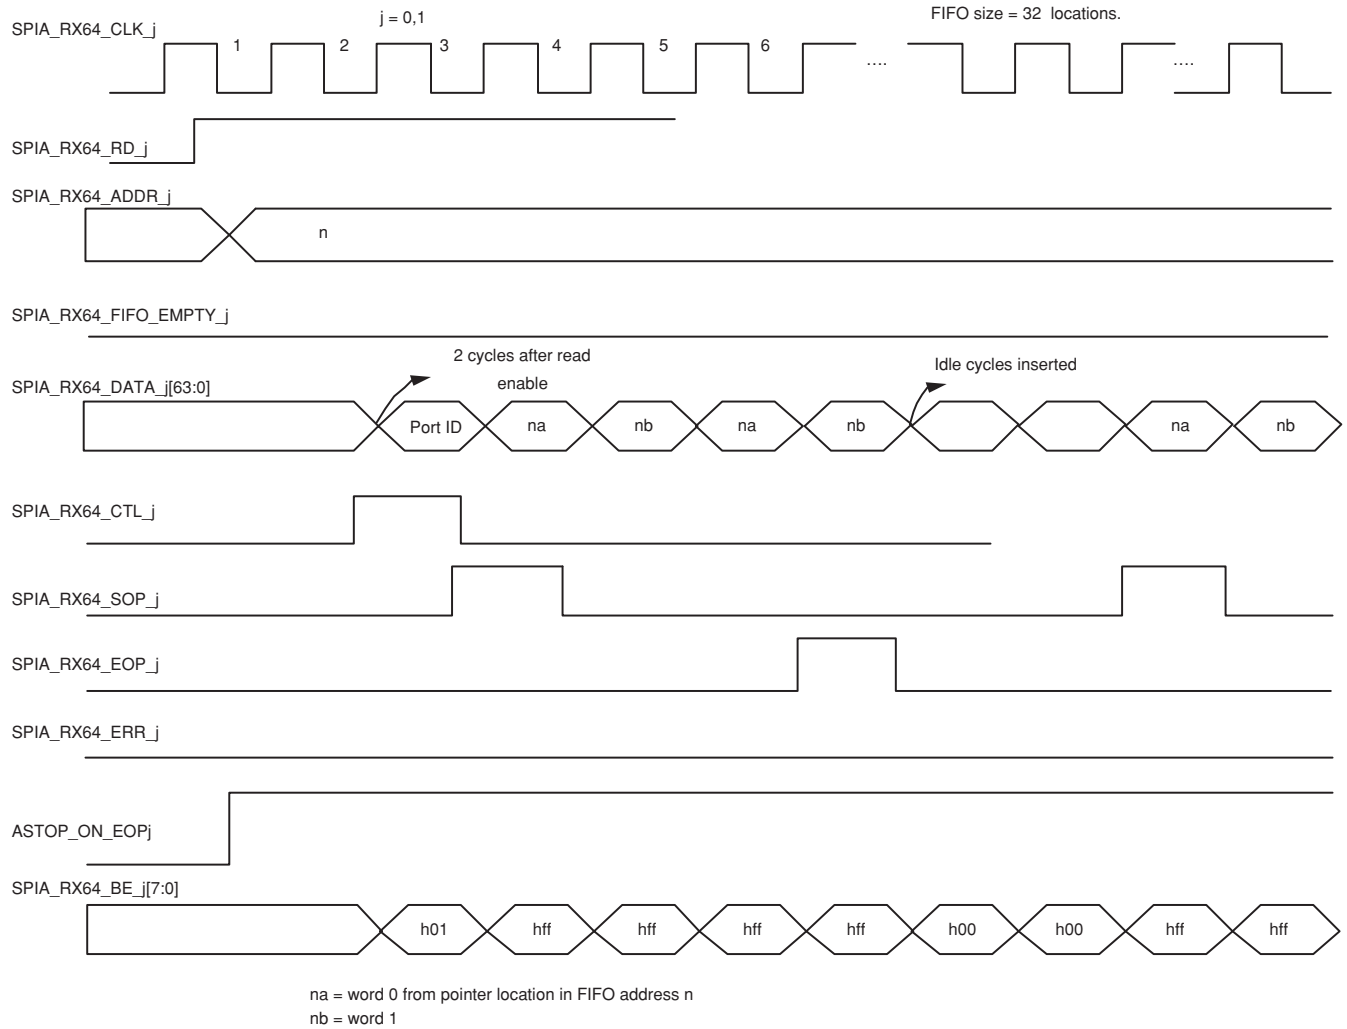 j = 0,1
FIFO size = 32 locations.
SPIA_RX64_CLK_j
1 2 3 4 5 6 .... ....
SPIA_RX64_RD_j
SPIA_RX64_ADDR_j
n
SPIA_RX64_FIFO_EMPTY_j
2 cycles after read
enable
Idle cycles inserted
SPIA_RX64_DATA_j[63:0]
Port ID na nb na nb na nb
SPIA_RX64_CTL_j
SPIA_RX64_SOP_j
SPIA_RX64_EOP_j
SPIA_RX64_ERR_j
ASTOP_ON_EOPj
SPIA_RX64_BE_j[7:0]
h01 hff hff hff hff h00 h00 hff hff
na = word 0 from pointer location in FIFO address n
nb = word 1